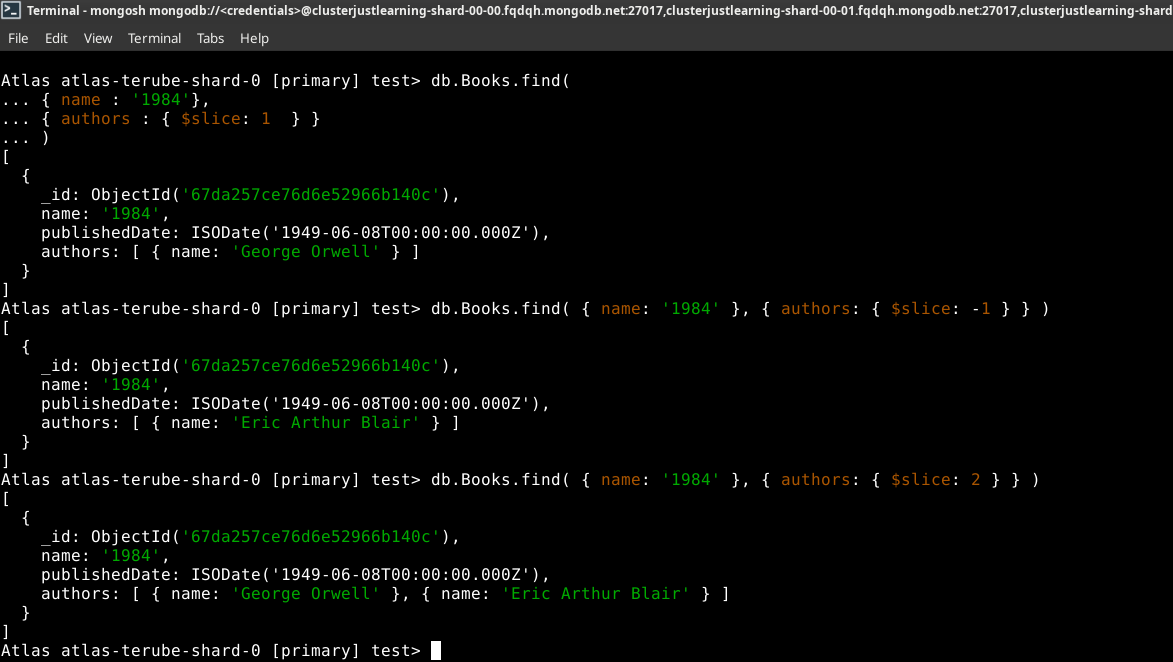 Terminal - mongosh mongodb://<credentials>@clusterjustlearning-shard-00-00.fqdqh.mongodb.net:27017,clusterjustlearning-shard-00-01.fqdqh.mongodb.net:27017,clusterjustlearning-shard
File Edit View Terminal Tabs Help
Atlas atlas-terube-shard-0 [primary] test> db.Books.find(
... { name : '1984'},
... { authors : { $slice: 1  } }
... )
[
  {
    _id: ObjectId('67da257ce76d6e52966b140c'),
    name: '1984',
    publishedDate: ISODate('1949-06-08T00:00:00.000Z'),
    authors: [ { name: 'George Orwell' } ]
  }
]
Atlas atlas-terube-shard-0 [primary] test> db.Books.find( { name: '1984' }, { authors: { $slice: -1 } } )
[
  {
    _id: ObjectId('67da257ce76d6e52966b140c'),
    name: '1984',
    publishedDate: ISODate('1949-06-08T00:00:00.000Z'),
    authors: [ { name: 'Eric Arthur Blair' } ]
  }
]
Atlas atlas-terube-shard-0 [primary] test> db.Books.find( { name: '1984' }, { authors: { $slice: 2 } } )
[
  {
    _id: ObjectId('67da257ce76d6e52966b140c'),
    name: '1984',
    publishedDate: ISODate('1949-06-08T00:00:00.000Z'),
    authors: [ { name: 'George Orwell' }, { name: 'Eric Arthur Blair' } ]
  }
]
Atlas atlas-terube-shard-0 [primary] test>